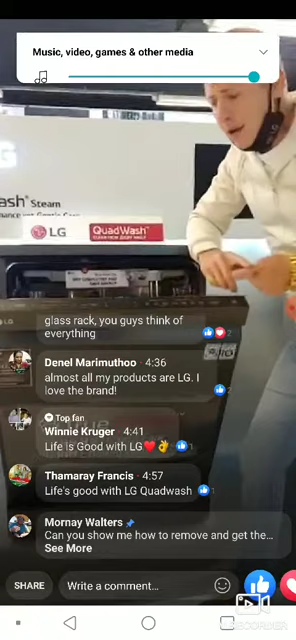 Music, video, games & other media
G
ash Steam
LG QuadWash
LG
glass rack, you guys think of
everything
2
Denel Marimuthoo · 4:36
almost all my products are LG. I
love the brand!
2
Top fan
Winnie Kruger · 4:41
Life is Good with LG❤️👌 1
Thamaray Francis · 4:57
Life's good with LG Quadwash 1
Mornay Walters
Can you show me how to remove and get the...
See More
SHARE
Write a comment...
RECORDER